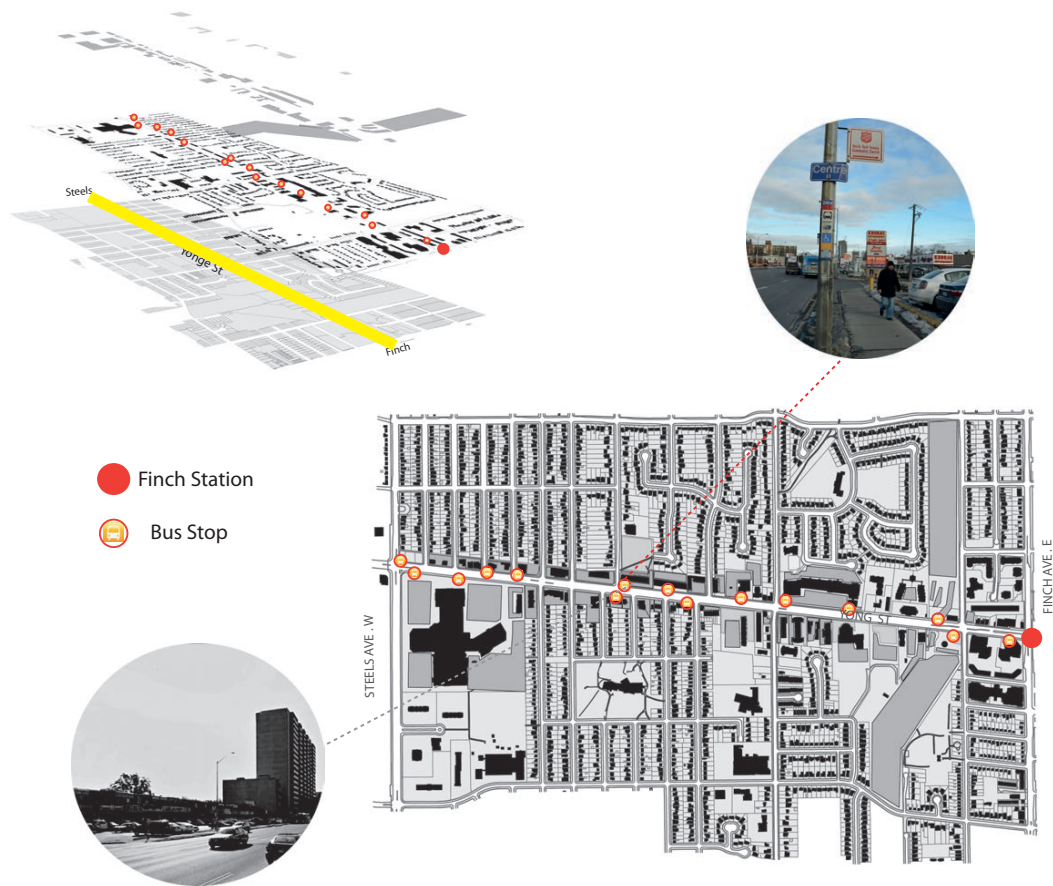 Steels
Yonge St
Finch
Centre
Finch Station
Bus Stop
STEELS AVE . W
YONG ST
FINCH AVE . E